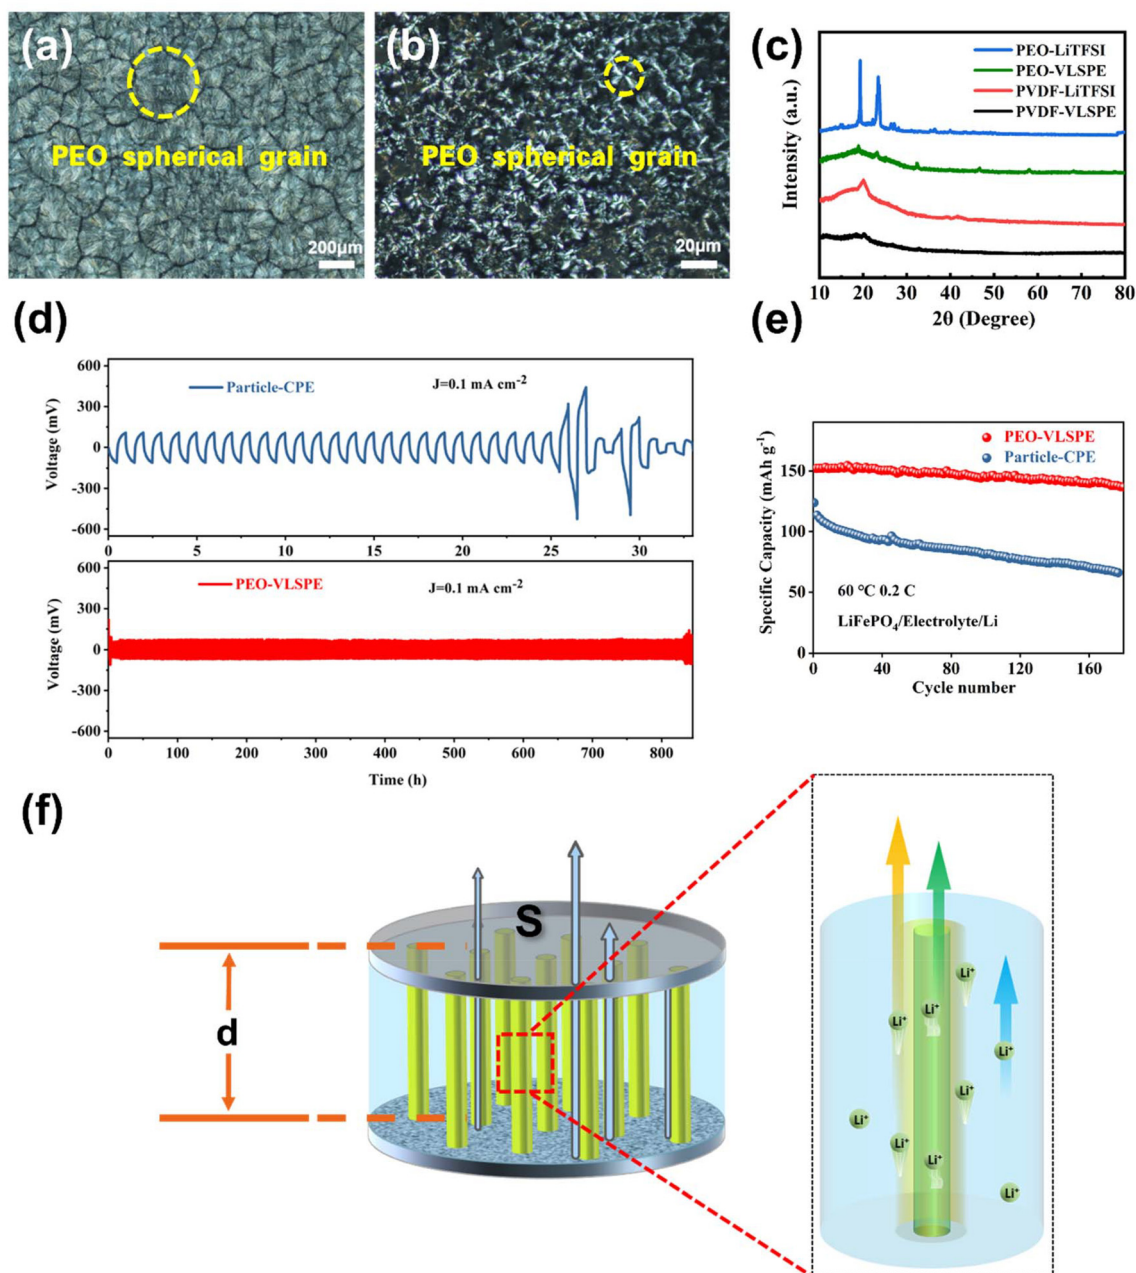 (a)
PEO spherical grain
200μm
(b)
PEO spherical grain
20μm
(c)
PEO-LiTFSI
PEO-VLSPE
PVDF-LiTFSI
PVDF-VLSPE
Intensity (a.u.)
10 20 30 40 50 60 70 80
2θ (Degree)
(d)
Particle-CPE
J=0.1 mA cm⁻²
Voltage (mV)
600
300
0
-300
-600
0 5 10 15 20 25 30
PEO-VLSPE
J=0.1 mA cm⁻²
Voltage (mV)
600
300
0
-300
-600
0 100 200 300 400 500 600 700 800
Time (h)
(e)
PEO-VLSPE
Particle-CPE
Specific Capacity (mAh g⁻¹)
150
100
50
0
60 °C 0.2 C
LiFePO₄/Electrolyte/Li
0 40 80 120 160
Cycle number
(f)
S
d
Li⁺
Li⁺
Li⁺
Li⁺
Li⁺
Li⁺
Li⁺
Li⁺
Li⁺